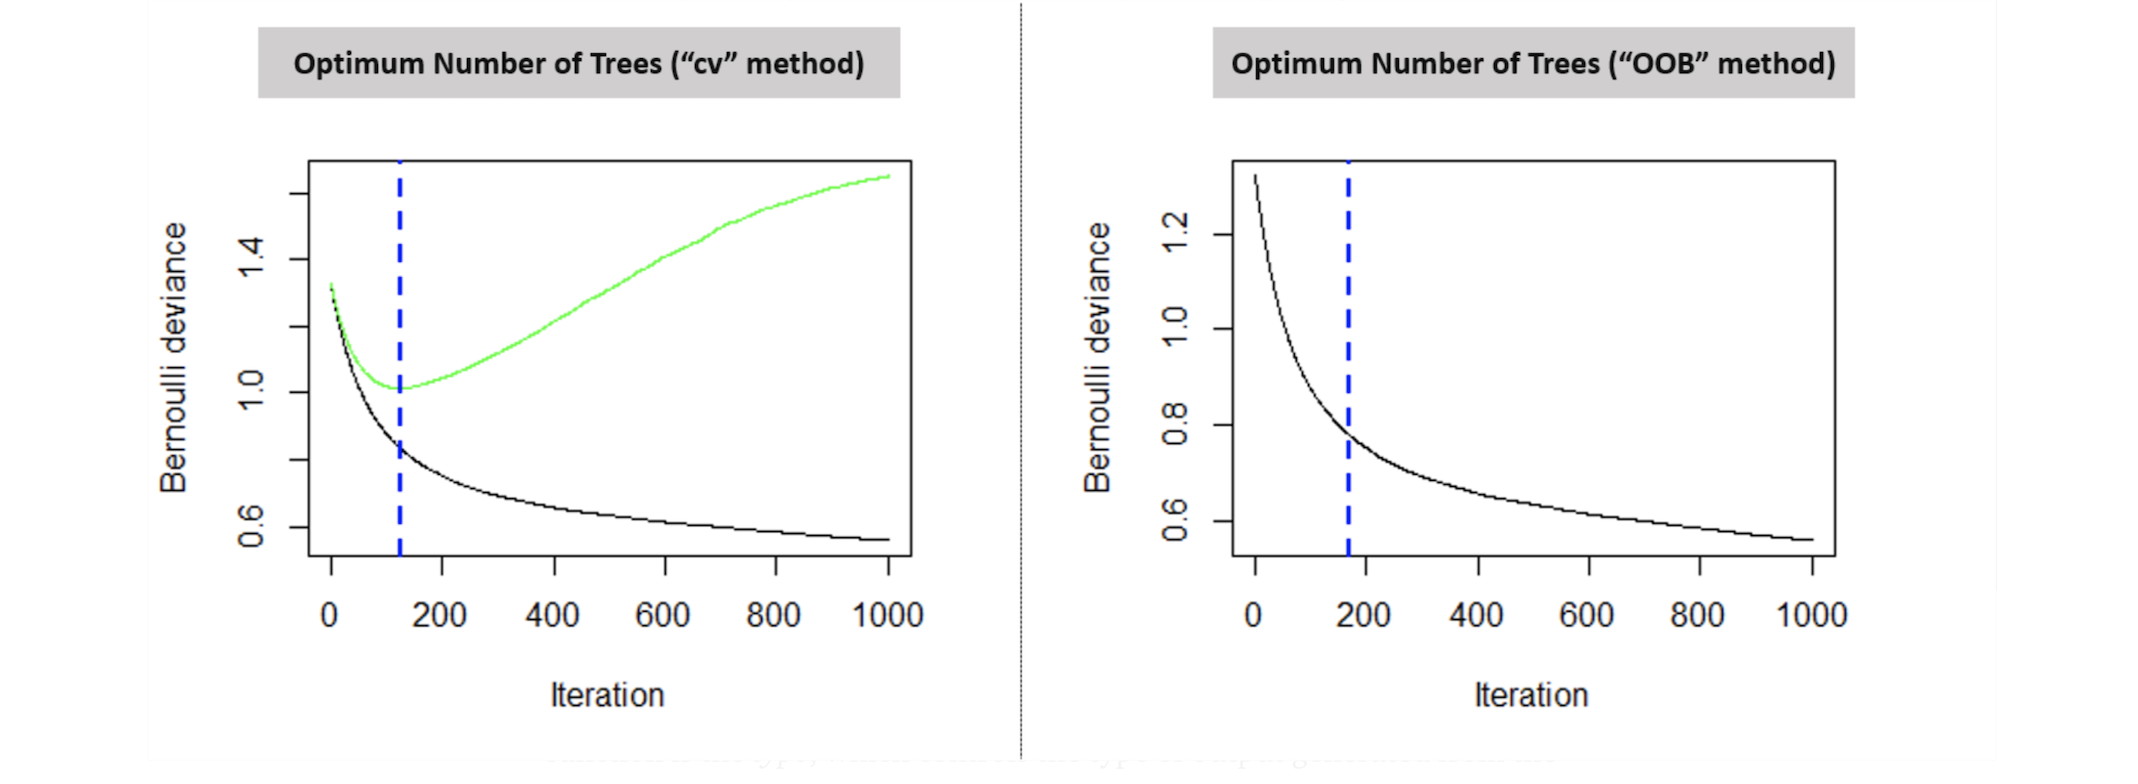 Optimum Number of Trees (“cv” method)
Bernoulli deviance
1.4
1.0
0.6
0 200 400 600 800 1000
Iteration
Optimum Number of Trees (“OOB” method)
Bernoulli deviance
1.2
1.0
0.8
0.6
0 200 400 600 800 1000
Iteration